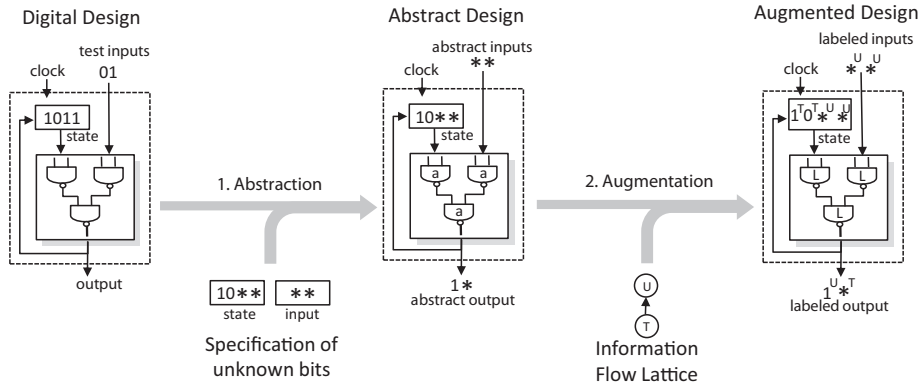 Digital Design
test inputs
clock
01
1011
state
output
1. Abstraction
10** **
state input
Specification of
unknown bits
Abstract Design
abstract inputs
clock
**
10**
state
a a
a
1*
abstract output
2. Augmentation
U
T
Information
Flow Lattice
Augmented Design
labeled inputs
clock
*U *U
1T0T*U*U
state
L L
L
1U*T
labeled output